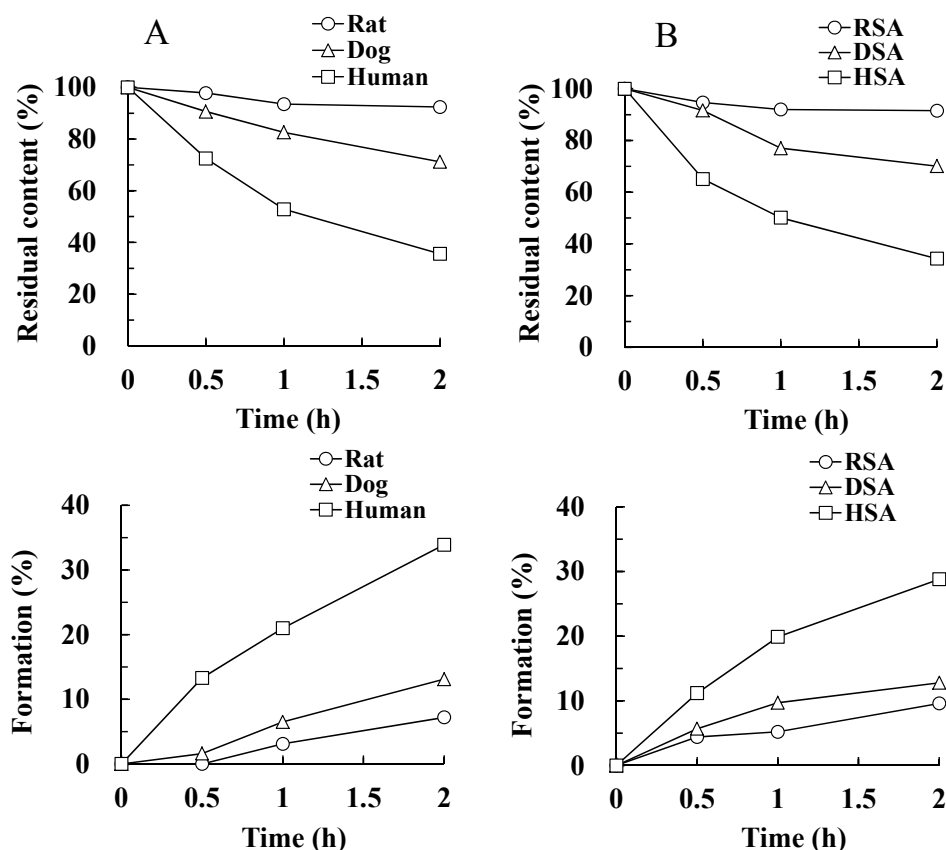 A
Rat
Dog
Human
Residual content (%)
100
80
60
40
20
0
0 0.5 1 1.5 2
Time (h)
B
RSA
DSA
HSA
Residual content (%)
100
80
60
40
20
0
0 0.5 1 1.5 2
Time (h)
Rat
Dog
Human
Formation (%)
40
30
20
10
0
0 0.5 1 1.5 2
Time (h)
RSA
DSA
HSA
Formation (%)
40
30
20
10
0
0 0.5 1 1.5 2
Time (h)